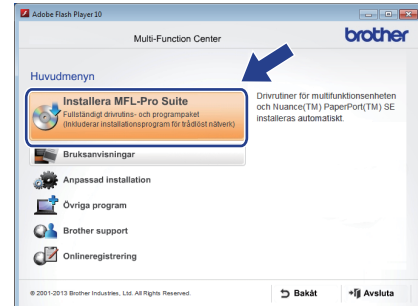 Adobe Flash Player 10
Multi-Function Center
brother
Huvudmenyn
Installera MFL-Pro Suite
Fullständigt drivrutins- och programpaket
(Inkluderar installationsprogram för trådlöst nätverk)
Drivrutiner för multifunktionsenheten
och Nuance(TM) PaperPort(TM) SE
installeras automatiskt.
Bruksanvisningar
Anpassad installation
Övriga program
Brother support
Onlineregistrering
© 2001-2013 Brother Industries, Ltd. All Rights Reserved.
Bakåt
Avsluta